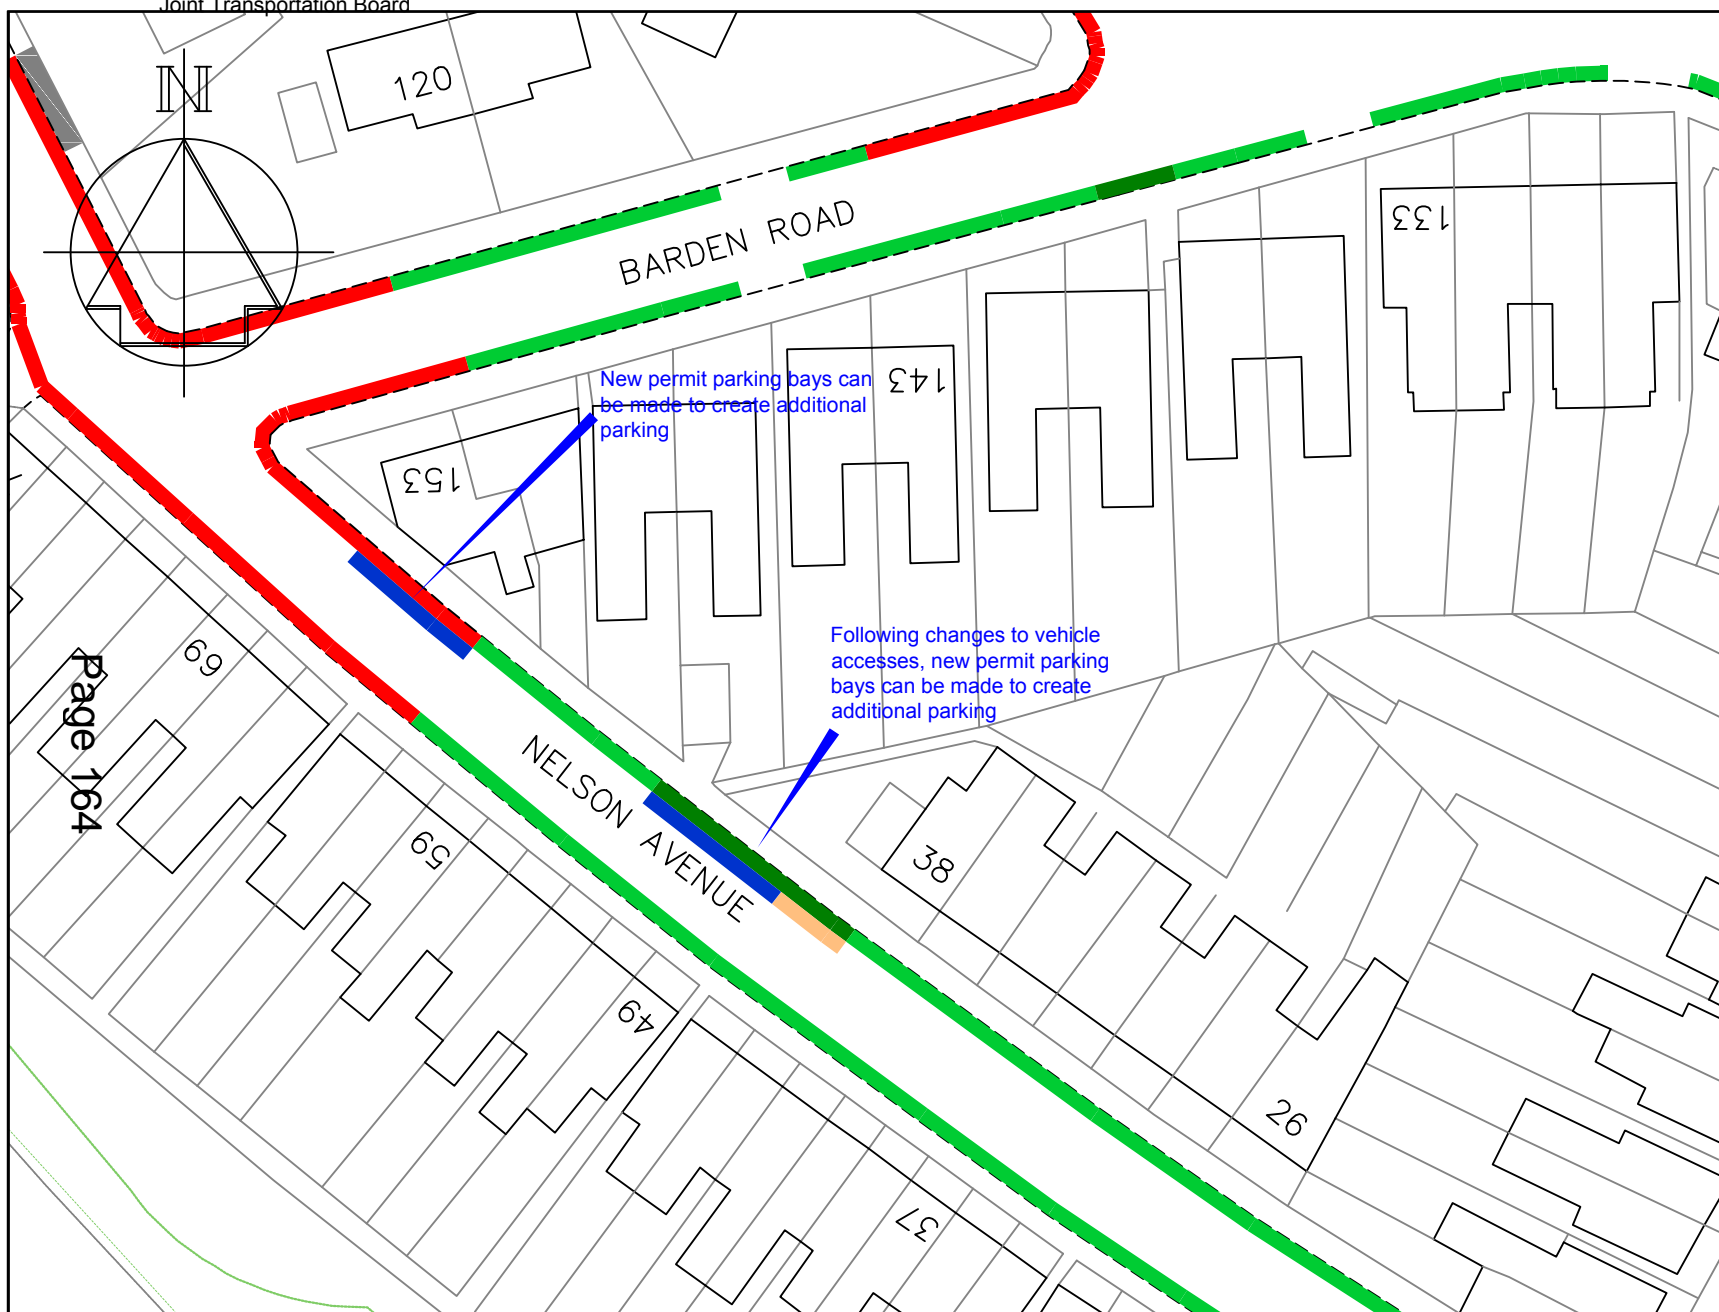 Joint Transportation Board
N
120
BARDEN ROAD
133
143
New permit parking bays can
be made to create additional
parking
153
Following changes to vehicle
accesses, new permit parking
bays can be made to create
additional parking
69
Page 164
NELSON AVENUE
59
38
49
26
37